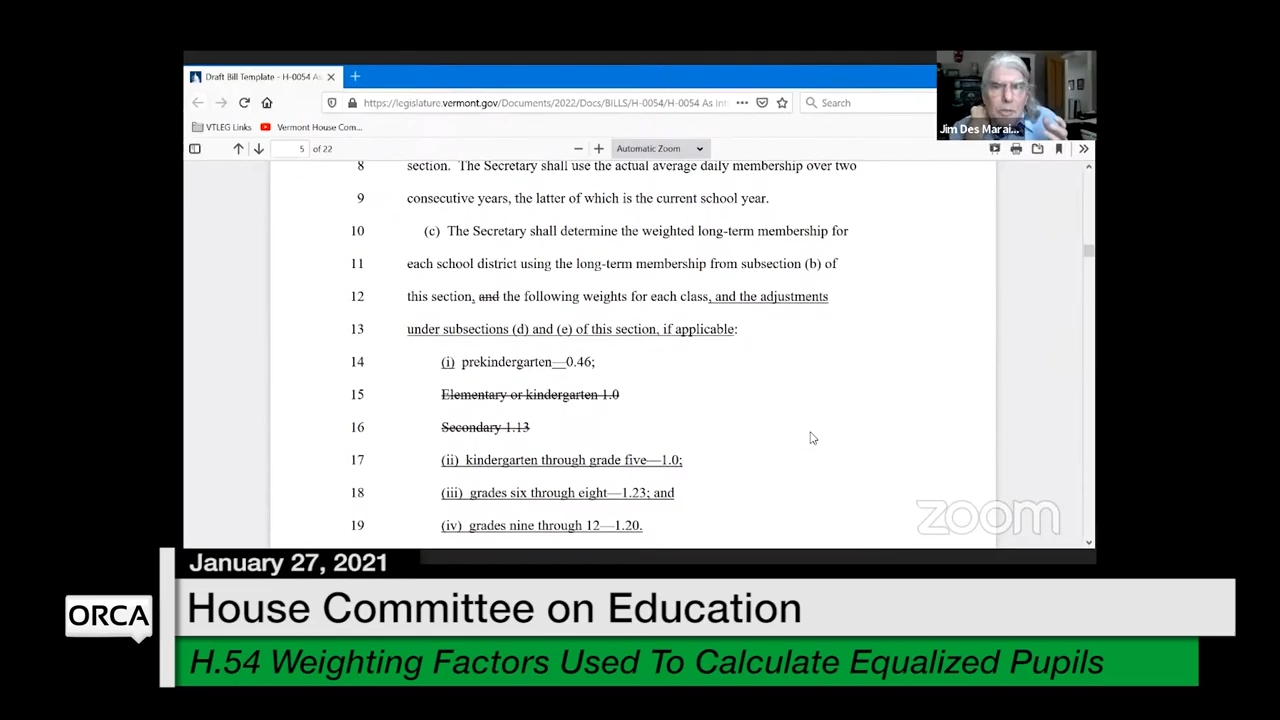 Draft Bill Template - H-0054 As
https://legislature.vermont.gov/Documents/2022/Docs/BILLS/H-0054/H-0054 As Int
Search
VTLEG Links
Vermont House Com...
Jim Des Marai...
5 of 22
Automatic Zoom
8 section. The Secretary shall use the actual average daily membership over two
9 consecutive years, the latter of which is the current school year.
10 (c) The Secretary shall determine the weighted long-term membership for
11 each school district using the long-term membership from subsection (b) of
12 this section, and the following weights for each class, and the adjustments
13 under subsections (d) and (e) of this section, if applicable:
14 (i) prekindergarten—0.46;
15 Elementary or kindergarten 1.0
16 Secondary 1.13
17 (ii) kindergarten through grade five—1.0;
18 (iii) grades six through eight—1.23; and
19 (iv) grades nine through 12—1.20.
zoom
January 27, 2021
ORCA
House Committee on Education
H.54 Weighting Factors Used To Calculate Equalized Pupils